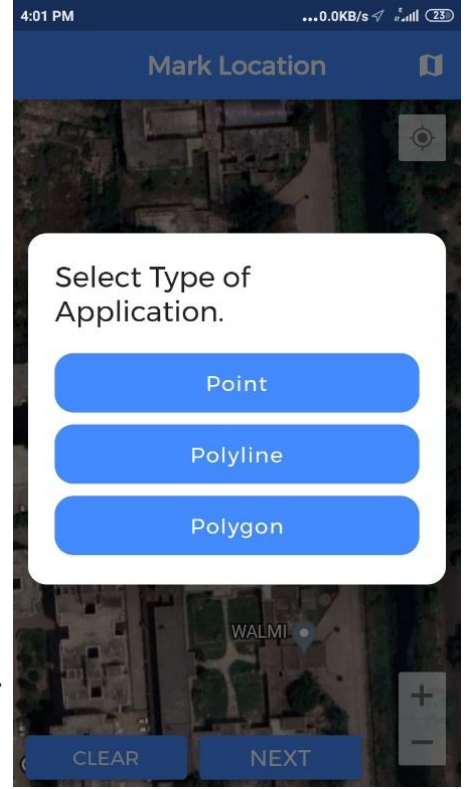 4:01 PM
...0.0KB/s
23
Mark Location
Select Type of
Application.
Point
Polyline
Polygon
WALMI
+
−
CLEAR
NEXT